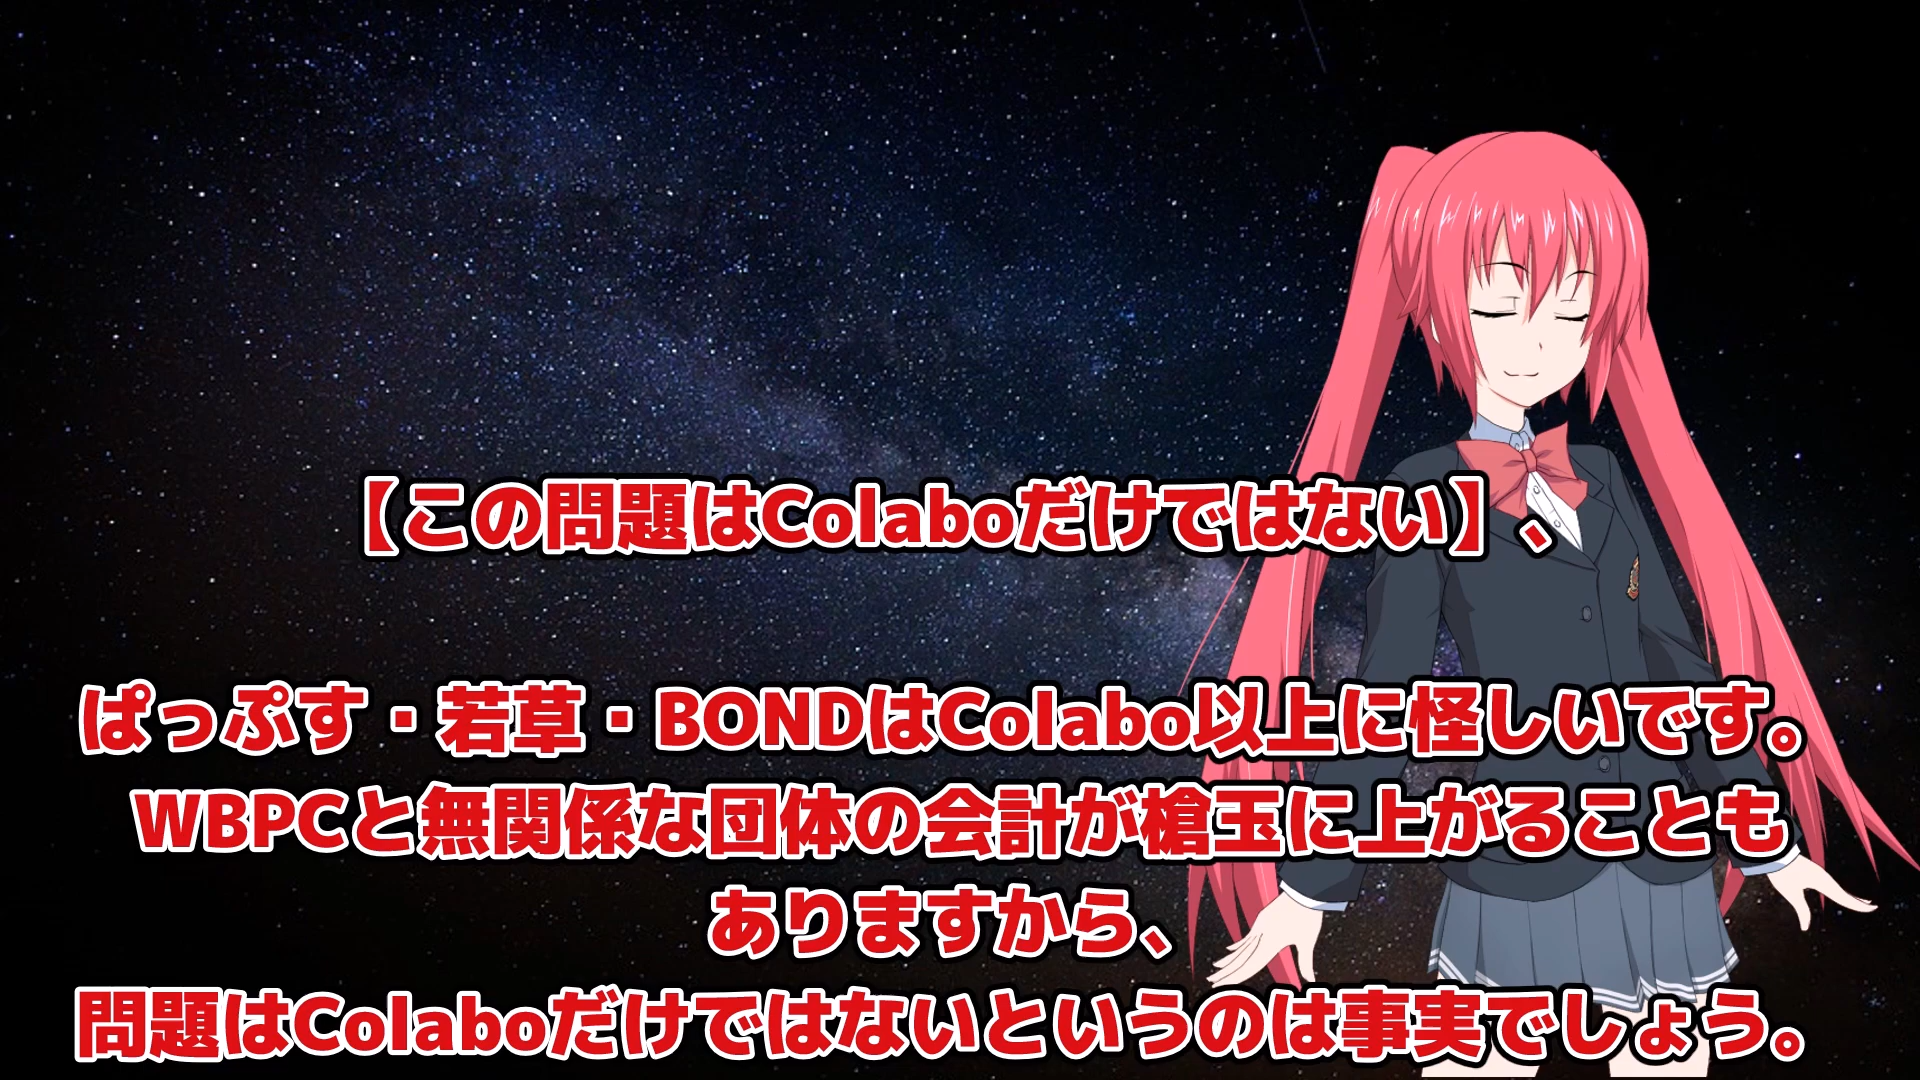 【この問題はColaboだけではない】、
ぱっぷす・若草・BONDはColabo以上に怪しいです。
WBPCと無関係な団体の会計が槍玉に上がることも
ありますから、
問題はColaboだけではないというのは事実でしょう。